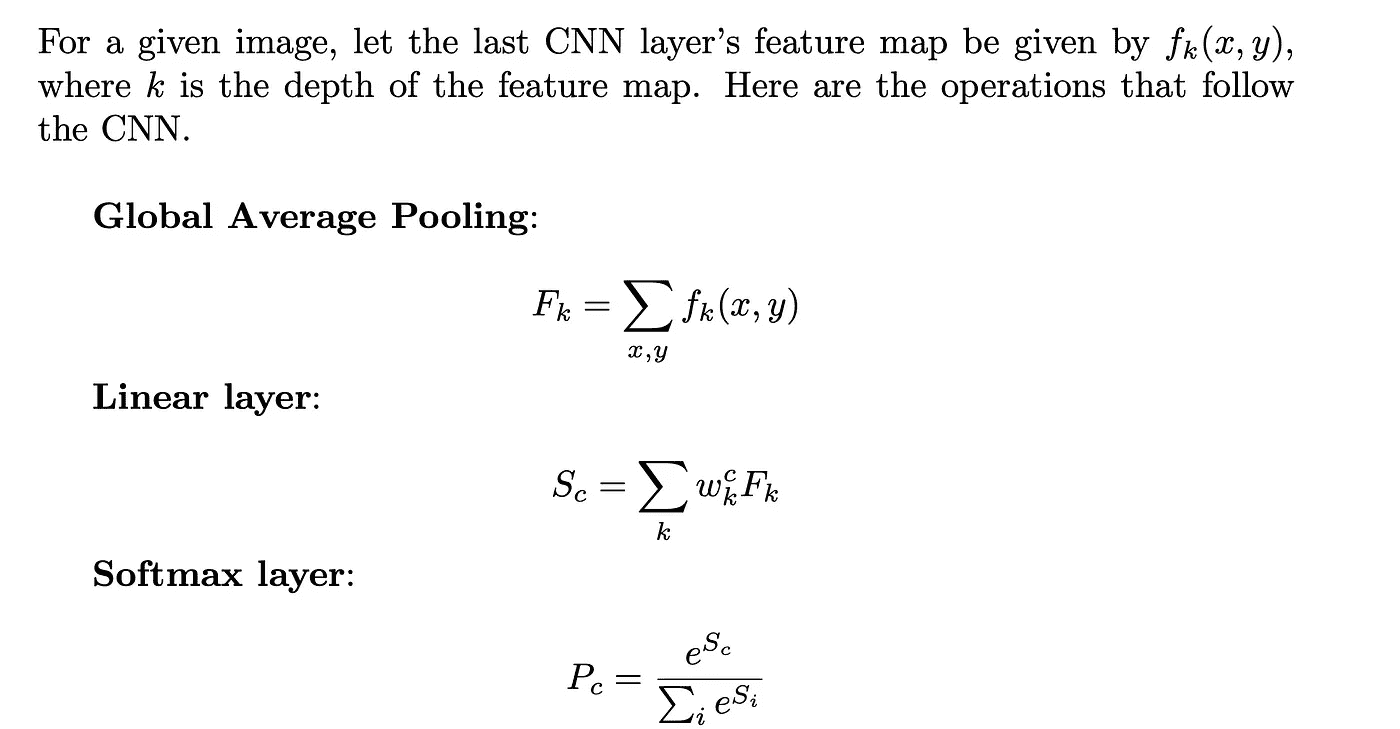 For a given image, let the last CNN layer’s feature map be given by f_k(x, y),
where k is the depth of the feature map. Here are the operations that follow
the CNN.
Global Average Pooling:
F_k = \sum_{x,y} f_k(x, y)
Linear layer:
S_c = \sum_k w_k^c F_k
Softmax layer:
P_c = \frac{e^{S_c}}{\sum_i e^{S_i}}